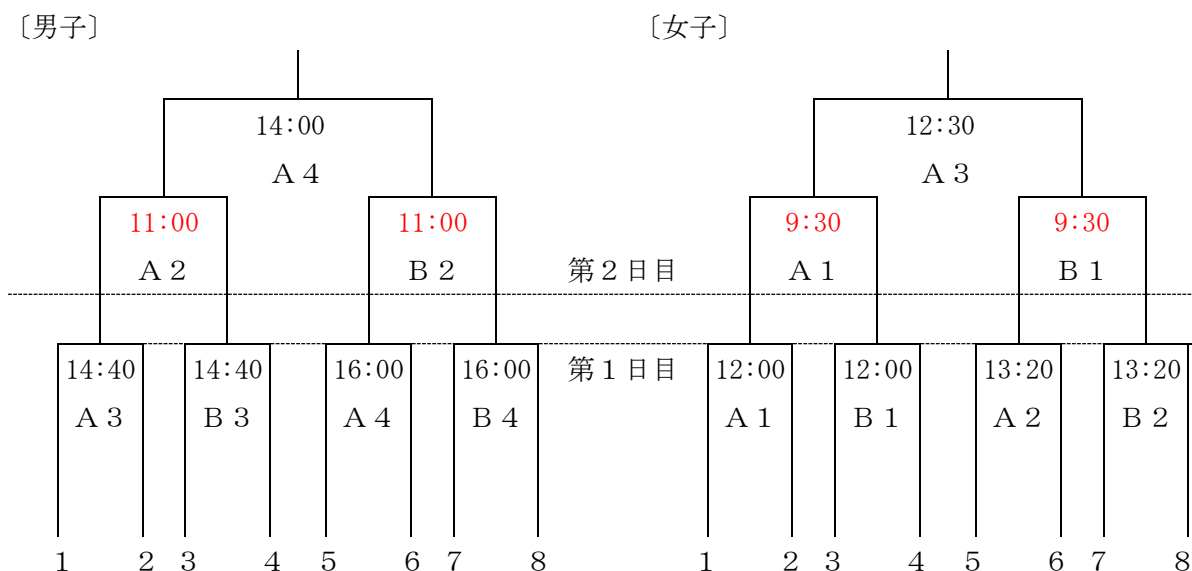 〔男子〕 〔女子〕
14:00 12:30
Ａ４ Ａ３
11:00 11:00 9:30 9:30
Ａ２ Ｂ２ 第２日目 Ａ１ Ｂ１
14:40 14:40 16:00 16:00 第１日目 12:00 12:00 13:20 13:20
Ａ３ Ｂ３ Ａ４ Ｂ４ Ａ１ Ｂ１ Ａ２ Ｂ２
1 2 3 4 5 6 7 8 1 2 3 4 5 6 7 8